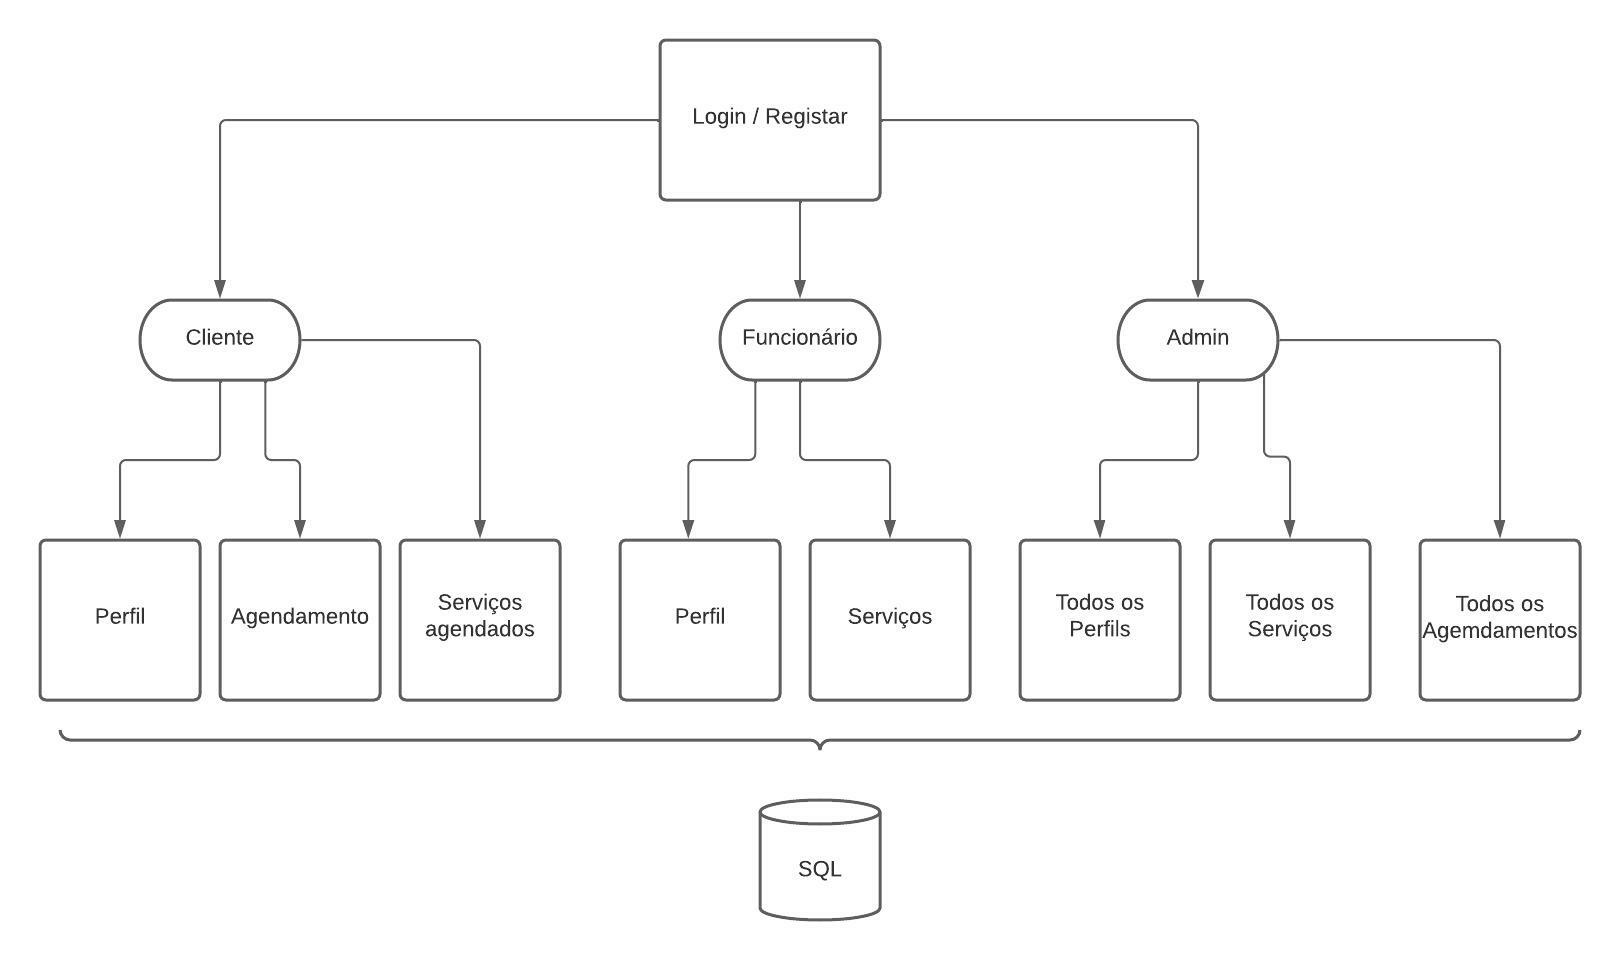 Login / Registar
Cliente
Funcionário
Admin
Perfil
Agendamento
Serviços
agendados
Perfil
Serviços
Todos os
Perfils
Todos os
Serviços
Todos os
Agemdamentos
SQL